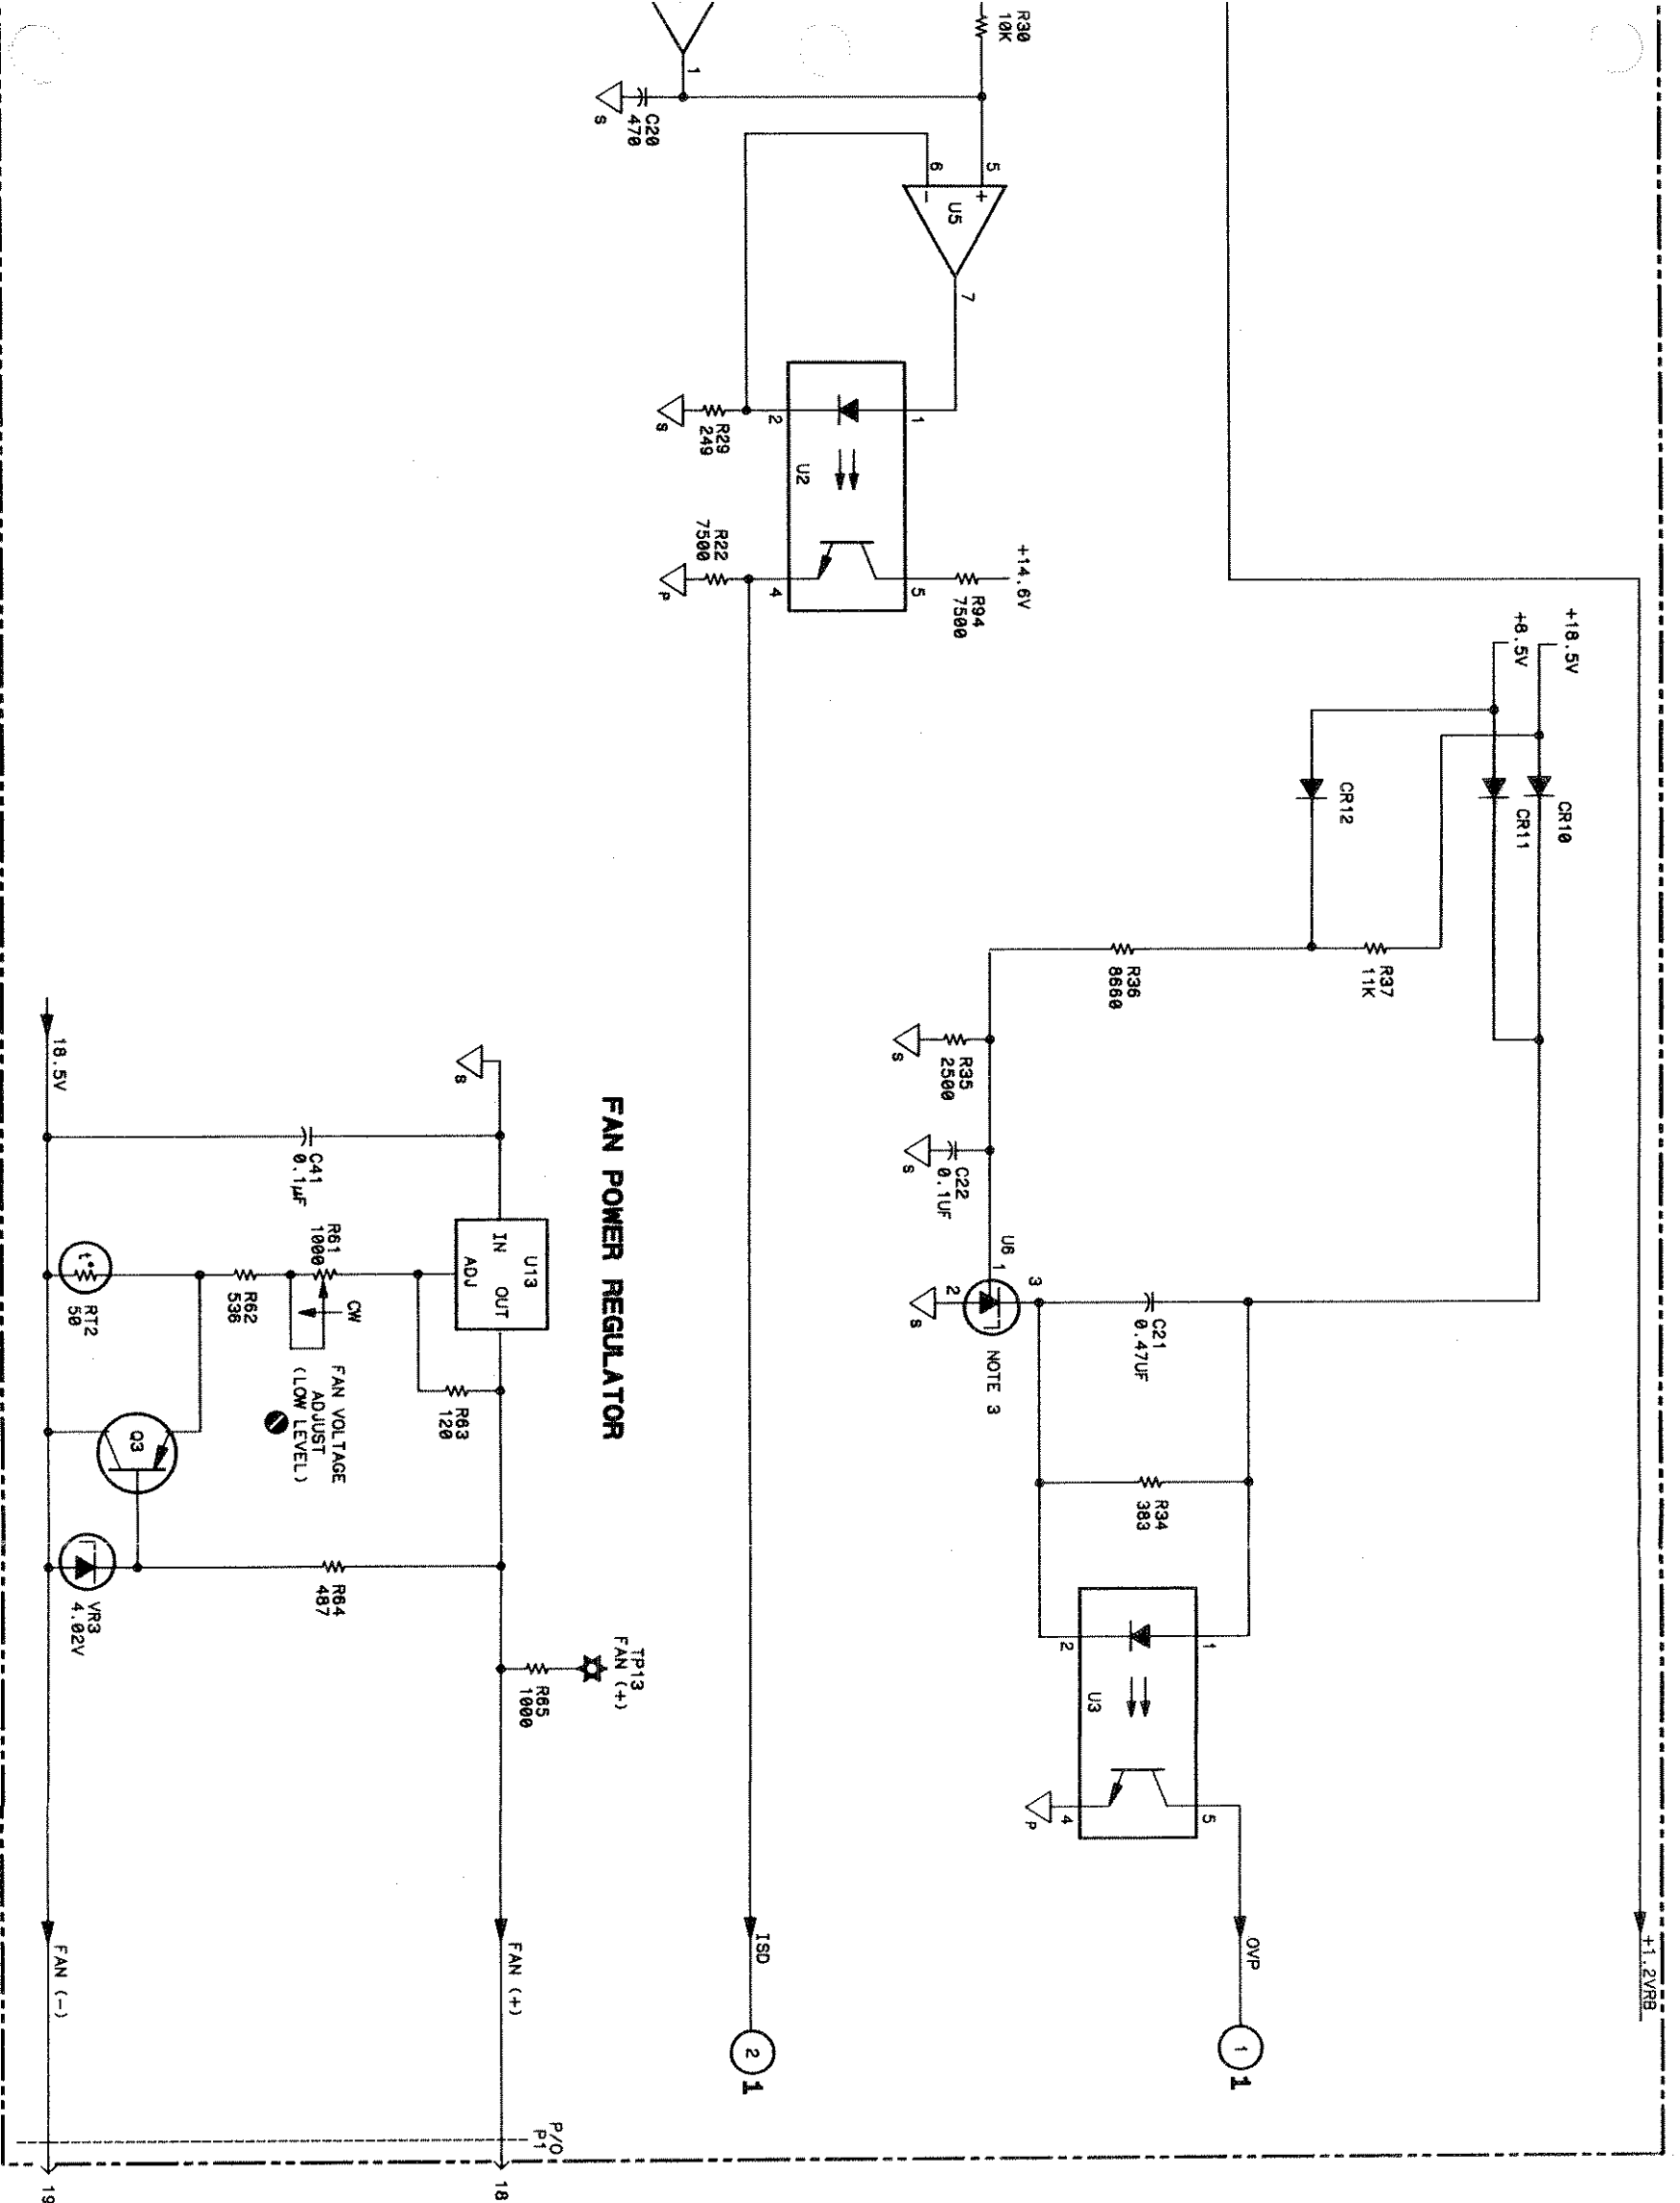 +1.2VRB
+18.5V
+8.5V
CR10
CR11
CR12
R37
11K
R36
8660
R35
2500
S
C22
0.1UF
S
U6
1
2
3
S
NOTE 3
C21
0.47UF
R34
383
1
2
U3
5
4
P
OVP
1
1
R30
10K
1
C20
470
S
5
+
6
-
U5
7
1
2
U2
5
4
R29
249
S
+14.6V
R94
7500
R22
7500
P
ISD
2
1
FAN POWER REGULATOR
S
18.5V
C41
0.1µF
U13
IN
OUT
ADJ
R61
1000
CW
FAN VOLTAGE
ADJUST
(LOW LEVEL)
R62
536
t°
RT2
50
R63
120
Q3
R64
487
VR3
4.02V
TP13
FAN (+)
R65
1000
FAN (+)
FAN (-)
P/O
P1
18
19